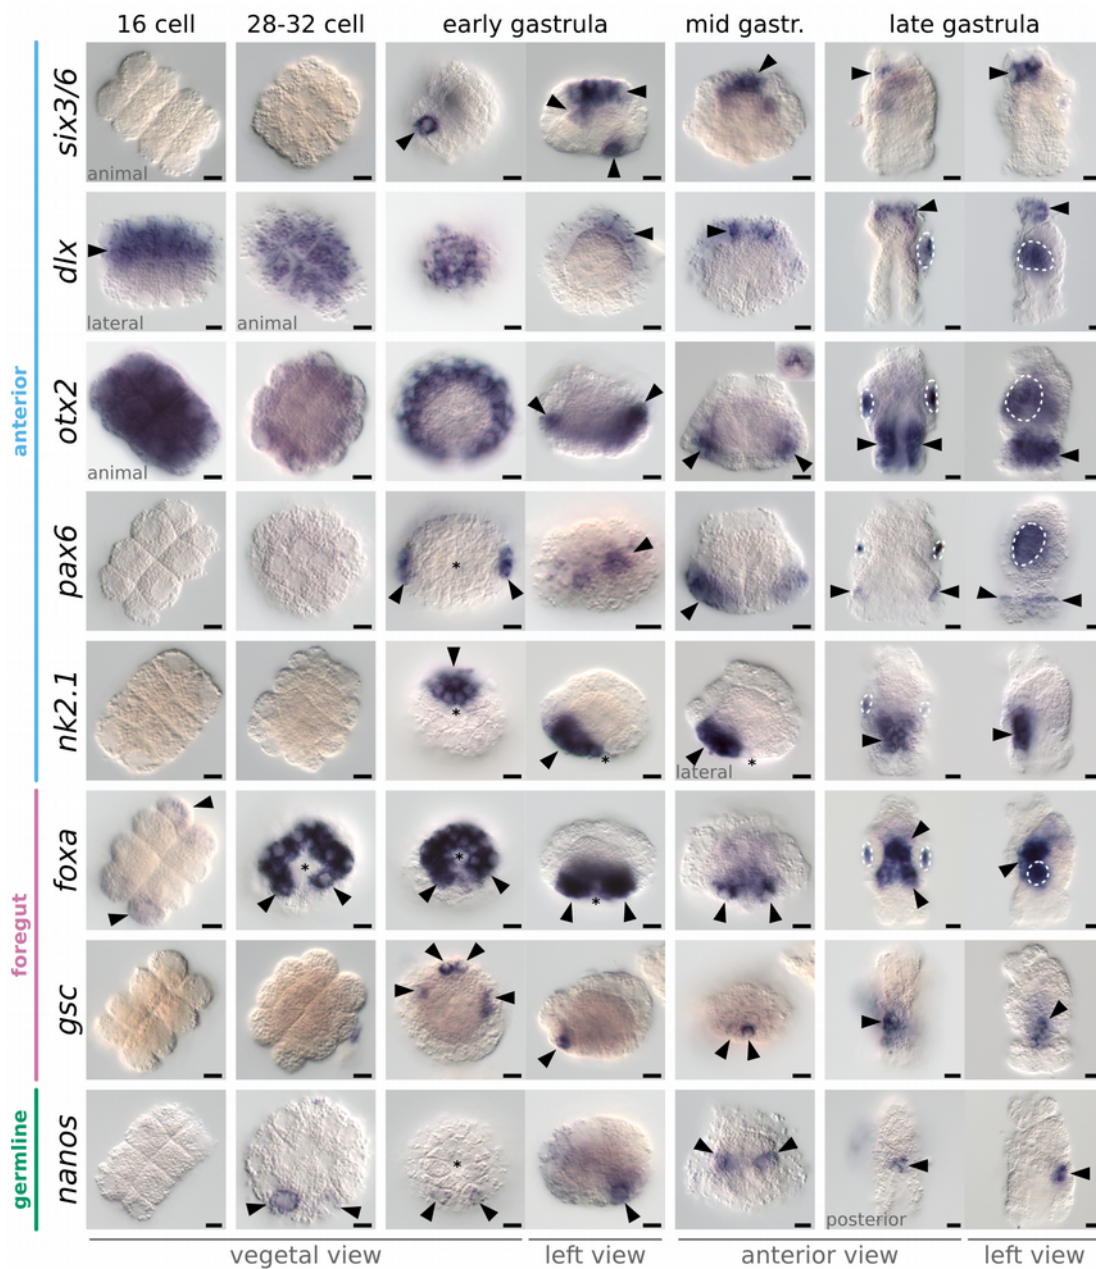 16 cell 28-32 cell early gastrula mid gastr. late gastrula
anterior
six3/6
animal
dlx
lateral animal
otx2
animal
pax6
*
nk2.1
* * *
lateral
foregut
foxa
* * *
gsc
germline
nanos
*
posterior
vegetal view left view anterior view left view